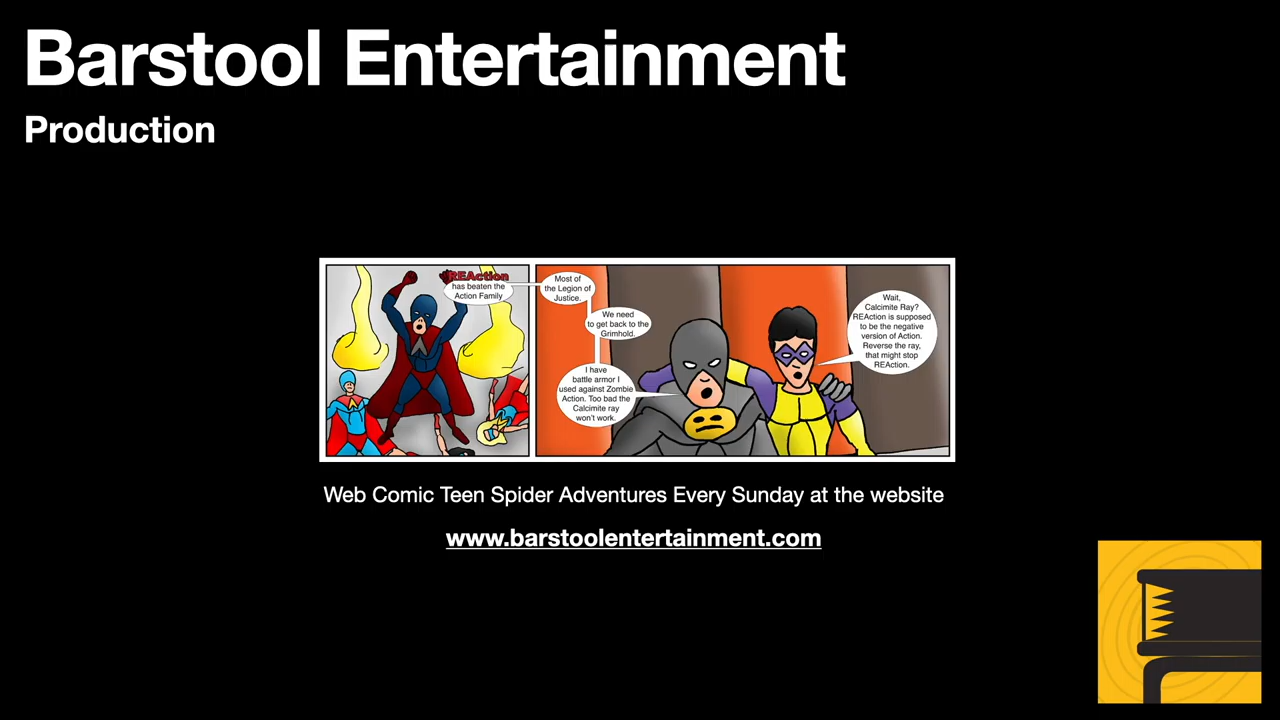 Barstool Entertainment
Production
REAction
has beaten the
Action Family
Most of
the Legion of
Justice.
We need
to get back to the
Grimhold.
I have
battle armor I
used against Zombie
Action. Too bad the
Calcimite ray
won't work.
Wait,
Calcimite Ray?
REAction is supposed
to be the negative
version of Action.
Reverse the ray,
that might stop
REAction.
Web Comic Teen Spider Adventures Every Sunday at the website
www.barstoolentertainment.com